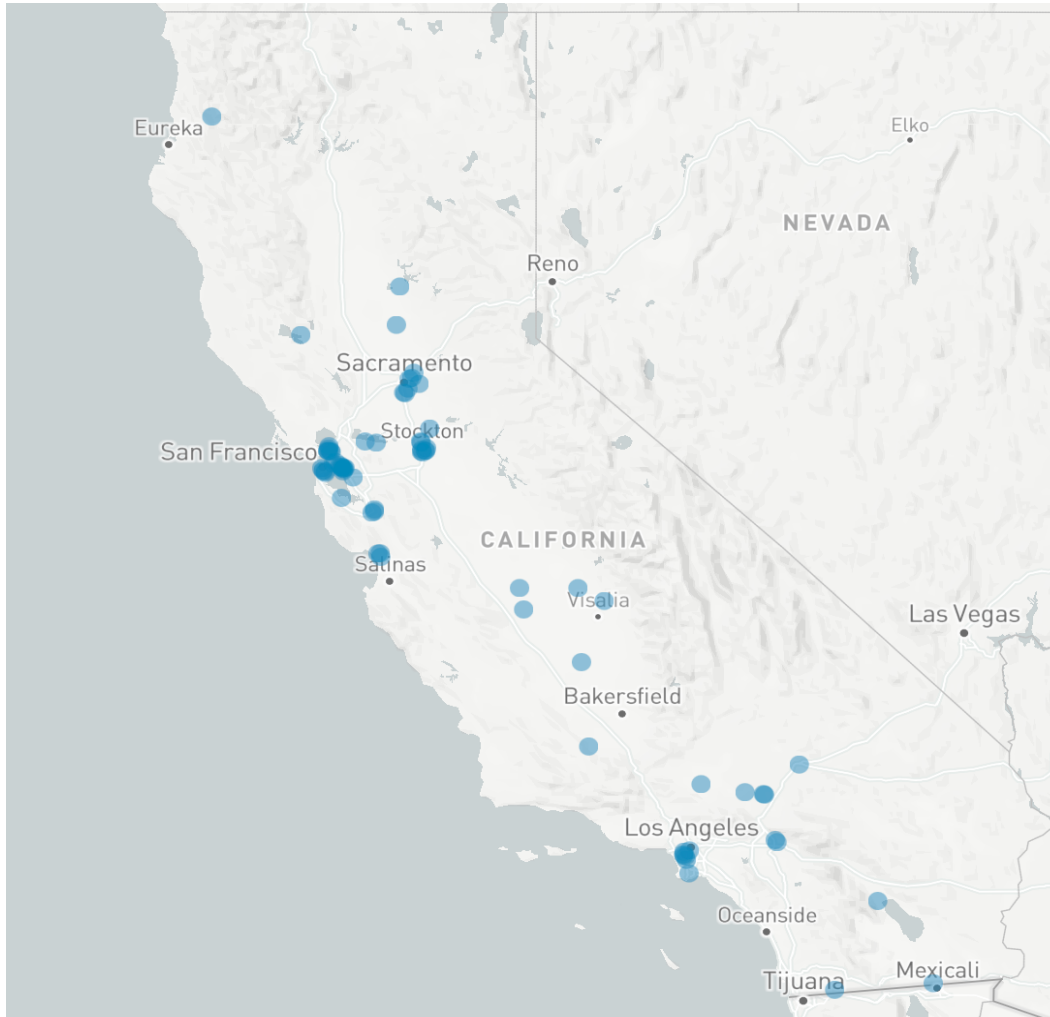 Elko
Eureka
NEVADA
Reno
Sacramento
Stockton
San Francisco
CALIFORNIA
Salinas
Visalia
Las Vegas
Bakersfield
Los Angeles
Oceanside
Mexicali
Tijuana